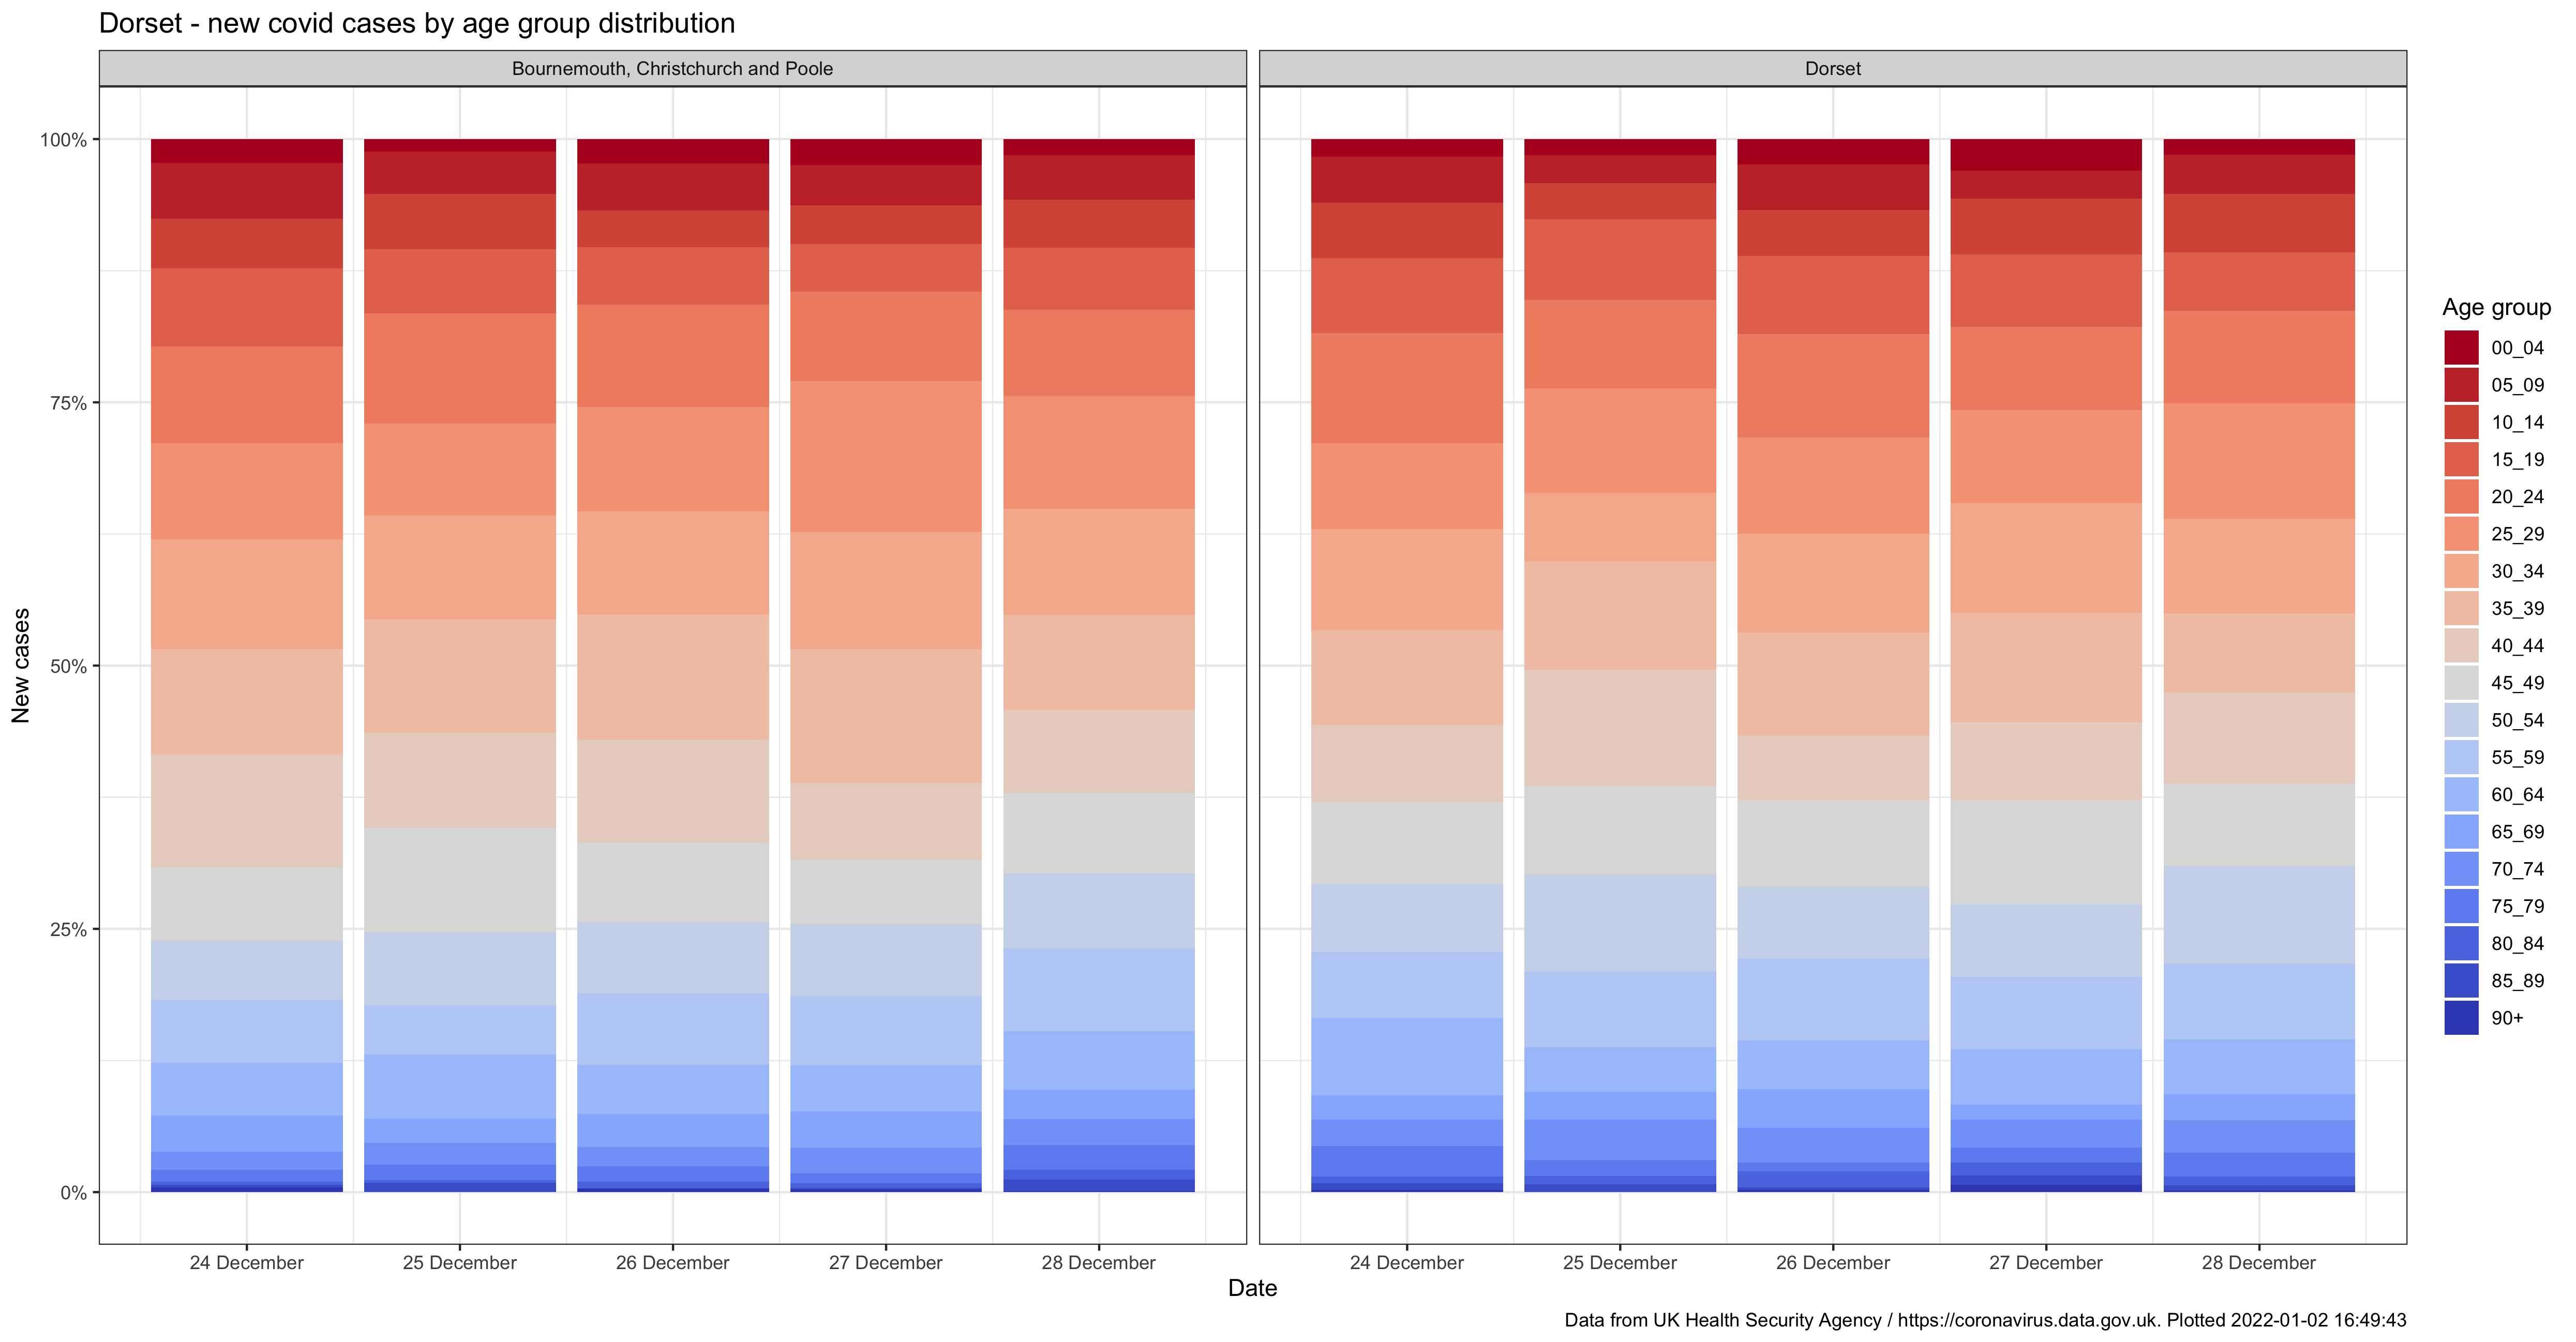 Dorset - new covid cases by age group distribution
Bournemouth, Christchurch and Poole
Dorset
100%
75%
50%
25%
0%
New cases
24 December
25 December
26 December
27 December
28 December
24 December
25 December
26 December
27 December
28 December
Date
Age group
00_04
05_09
10_14
15_19
20_24
25_29
30_34
35_39
40_44
45_49
50_54
55_59
60_64
65_69
70_74
75_79
80_84
85_89
90+
Data from UK Health Security Agency / https://coronavirus.data.gov.uk. Plotted 2022-01-02 16:49:43